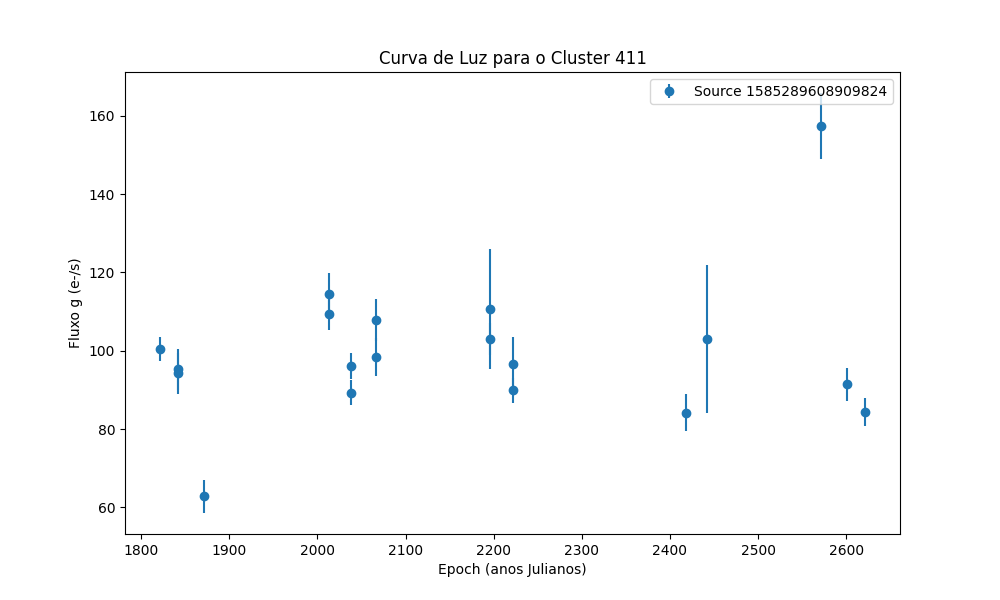 Curva de Luz para o Cluster 411
Source 1585289608909824
160
140
120
100
80
60
Fluxo g (e-/s)
1800 1900 2000 2100 2200 2300 2400 2500 2600
Epoch (anos Julianos)